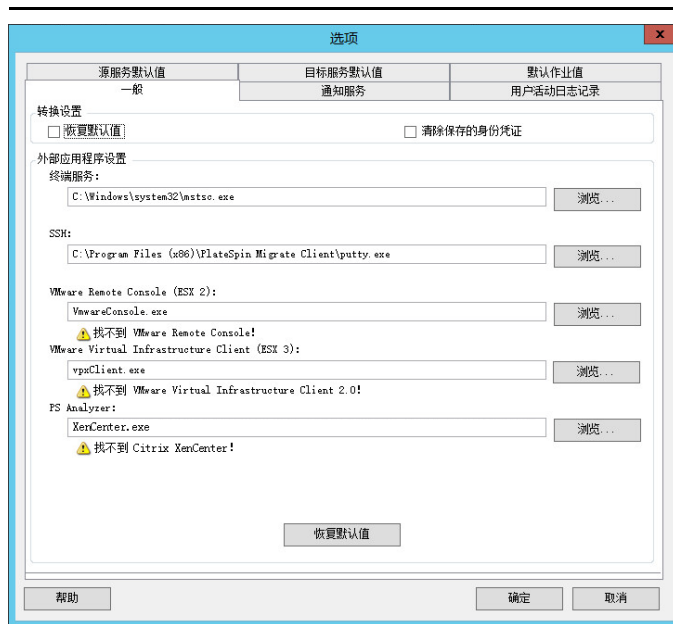 选项
x
源服务默认值
目标服务默认值
默认作业值
一般
通知服务
用户活动日志记录
转换设置
恢复默认值
清除保存的身份凭证
外部应用程序设置
终端服务:
C:\Windows\system32\mstsc.exe
浏览...
SSH:
C:\Program Files (x86)\PlateSpin Migrate Client\putty.exe
浏览...
VMware Remote Console (ESX 2):
VmwareConsole.exe
浏览...
找不到 VMware Remote Console!
VMware Virtual Infrastructure Client (ESX 3):
vpxClient.exe
浏览...
找不到 VMware Virtual Infrastructure Client 2.0!
PS Analyzer:
XenCenter.exe
浏览...
找不到 Citrix XenCenter!
恢复默认值
帮助
确定
取消